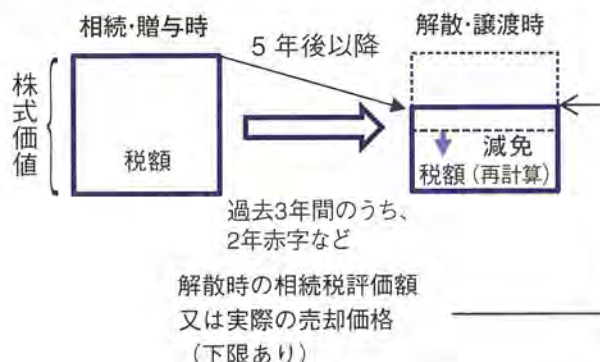 相続・贈与時
5年後以降
解散・譲渡時
株式価値
税額
減免
税額(再計算)
過去3年間のうち、
2年赤字など
解散時の相続税評価額
又は実際の売却価格
(下限あり)